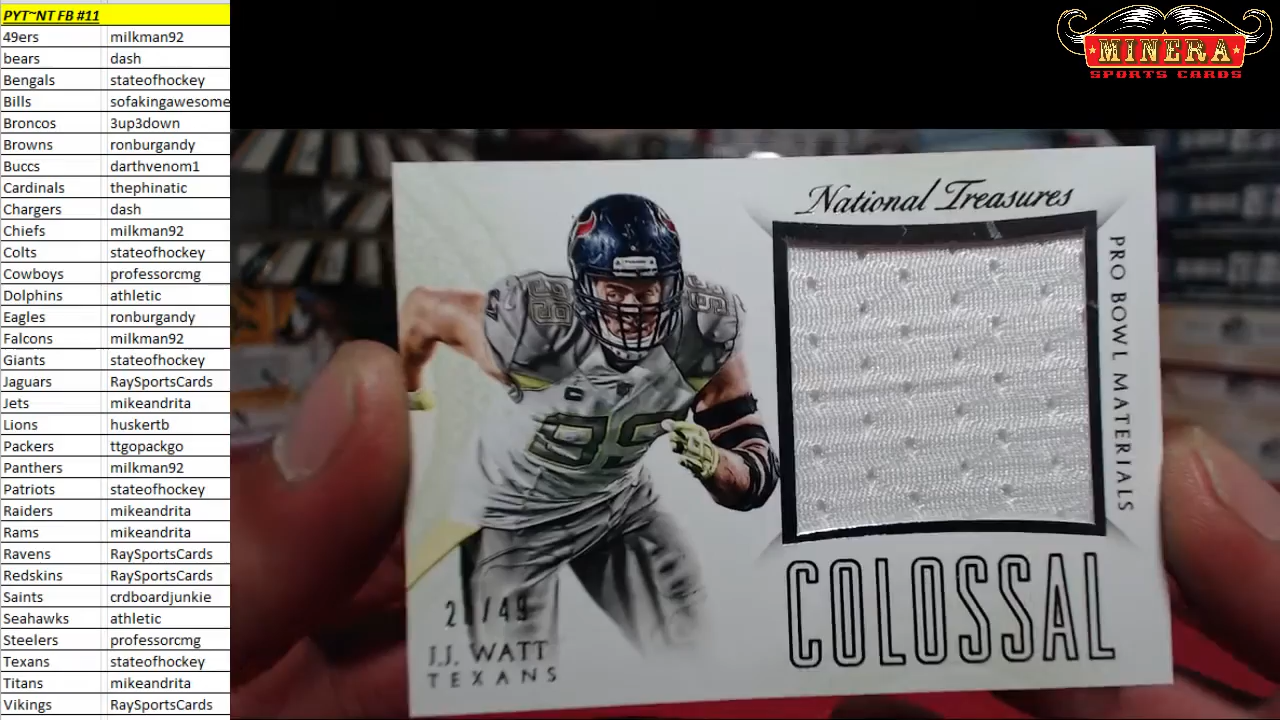 PYT~NT FB #11
49ers milkman92
bears dash
Bengals stateofhockey
Bills sofakingawesome
Broncos 3up3down
Browns ronburgandy
Buccs darthvenom1
Cardinals thephinatic
Chargers dash
Chiefs milkman92
Colts stateofhockey
Cowboys professorcmg
Dolphins athletic
Eagles ronburgandy
Falcons milkman92
Giants stateofhockey
Jaguars RaySportsCards
Jets mikeandrita
Lions huskertb
Packers ttgopackgo
Panthers milkman92
Patriots stateofhockey
Raiders mikeandrita
Rams mikeandrita
Ravens RaySportsCards
Redskins RaySportsCards
Saints crdboardjunkie
Seahawks athletic
Steelers professorcmg
Texans stateofhockey
Titans mikeandrita
Vikings RaySportsCards
MINERA
SPORTS CARDS
National Treasures
PRO BOWL MATERIALS
COLOSSAL
99
/49
J.J. WATT
TEXANS